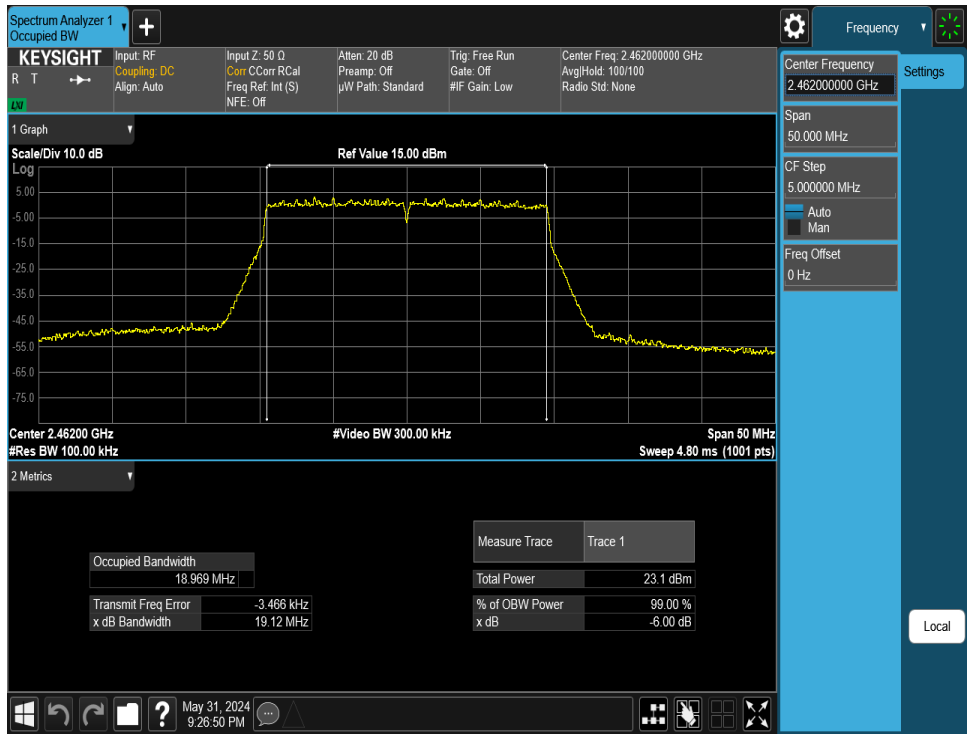 Spectrum Analyzer 1
Occupied BW
Frequency
KEYSIGHT
R T
LXI
Input: RF
Coupling: DC
Align: Auto
Input Z: 50 Ω
Corr CCorr RCal
Freq Ref: Int (S)
NFE: Off
Atten: 20 dB
Preamp: Off
µW Path: Standard
Trig: Free Run
Gate: Off
#IF Gain: Low
Center Freq: 2.462000000 GHz
Avg|Hold: 100/100
Radio Std: None
Center Frequency
2.462000000 GHz
Settings
Span
50.000 MHz
CF Step
5.000000 MHz
Auto
Man
Freq Offset
0 Hz
Local
1 Graph
Scale/Div 10.0 dB
Ref Value 15.00 dBm
Log
5.00
-5.00
-15.0
-25.0
-35.0
-45.0
-55.0
-65.0
-75.0
Center 2.46200 GHz
#Video BW 300.00 kHz
Span 50 MHz
#Res BW 100.00 kHz
Sweep 4.80 ms (1001 pts)
2 Metrics
Occupied Bandwidth
18.969 MHz
Transmit Freq Error -3.466 kHz
x dB Bandwidth 19.12 MHz
Measure Trace Trace 1
Total Power 23.1 dBm
% of OBW Power 99.00 %
x dB -6.00 dB
?
May 31, 2024
9:26:50 PM